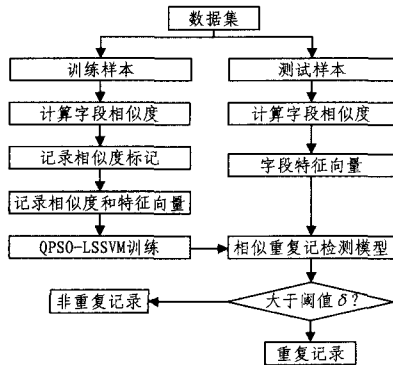 数据集
训练样本
测试样本
计算字段相似度
计算字段相似度
记录相似度标记
字段特征向量
记录相似度和特征向量
QPSO-LSSVM训练
相似重复记检测模型
大于阈值δ?
非重复记录
重复记录